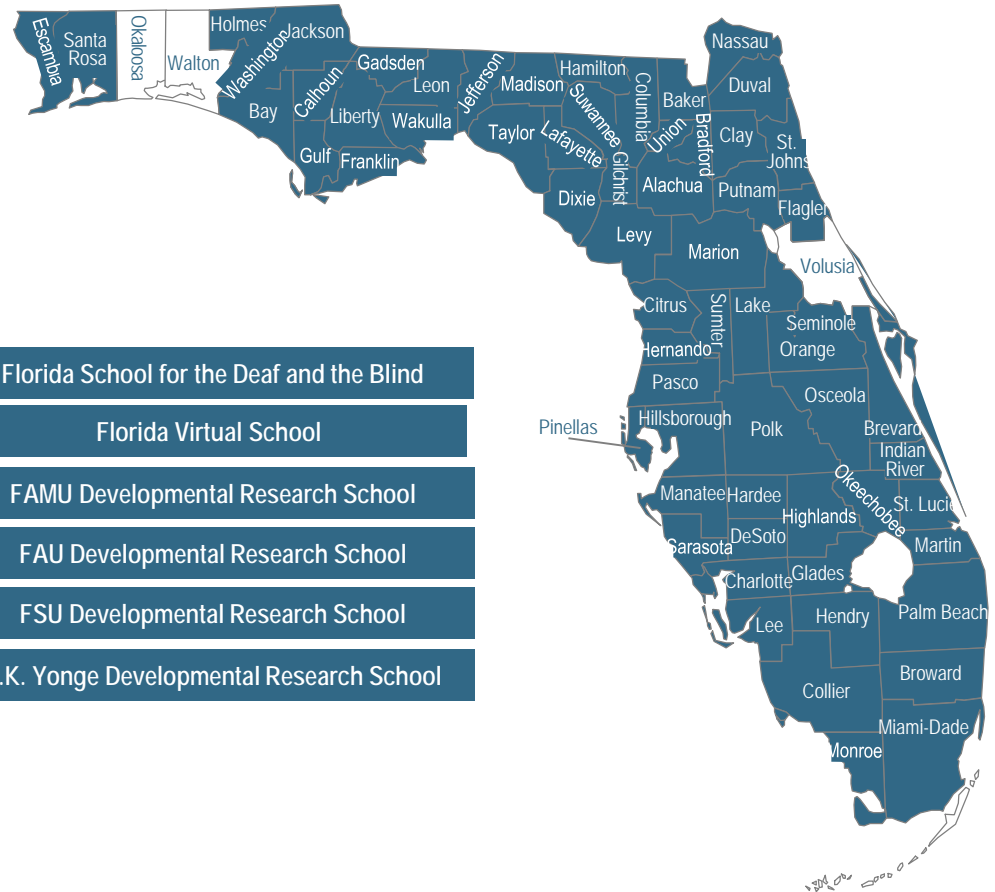 Escambia
Santa
Rosa
Okaloosa
Walton
Holmes
Washington
Jackson
Bay
Calhoun
Gulf
Liberty
Franklin
Gadsden
Leon
Wakulla
Jefferson
Madison
Taylor
Hamilton
Suwannee
Lafayette
Dixie
Columbia
Gilchrist
Baker
Union
Bradford
Alachua
Nassau
Duval
Clay
St.
Johns
Putnam
Flagler
Levy
Marion
Volusia
Citrus
Sumter
Lake
Hernando
Seminole
Orange
Pasco
Osceola
Pinellas
Hillsborough
Polk
Brevard
Indian
River
Manatee
Hardee
Highlands
Okeechobee
St. Lucie
Sarasota
DeSoto
Martin
Charlotte
Glades
Lee
Hendry
Palm Beach
Collier
Broward
Miami-Dade
Monroe
Florida School for the Deaf and the Blind
Florida Virtual School
FAMU Developmental Research School
FAU Developmental Research School
FSU Developmental Research School
.K. Yonge Developmental Research School